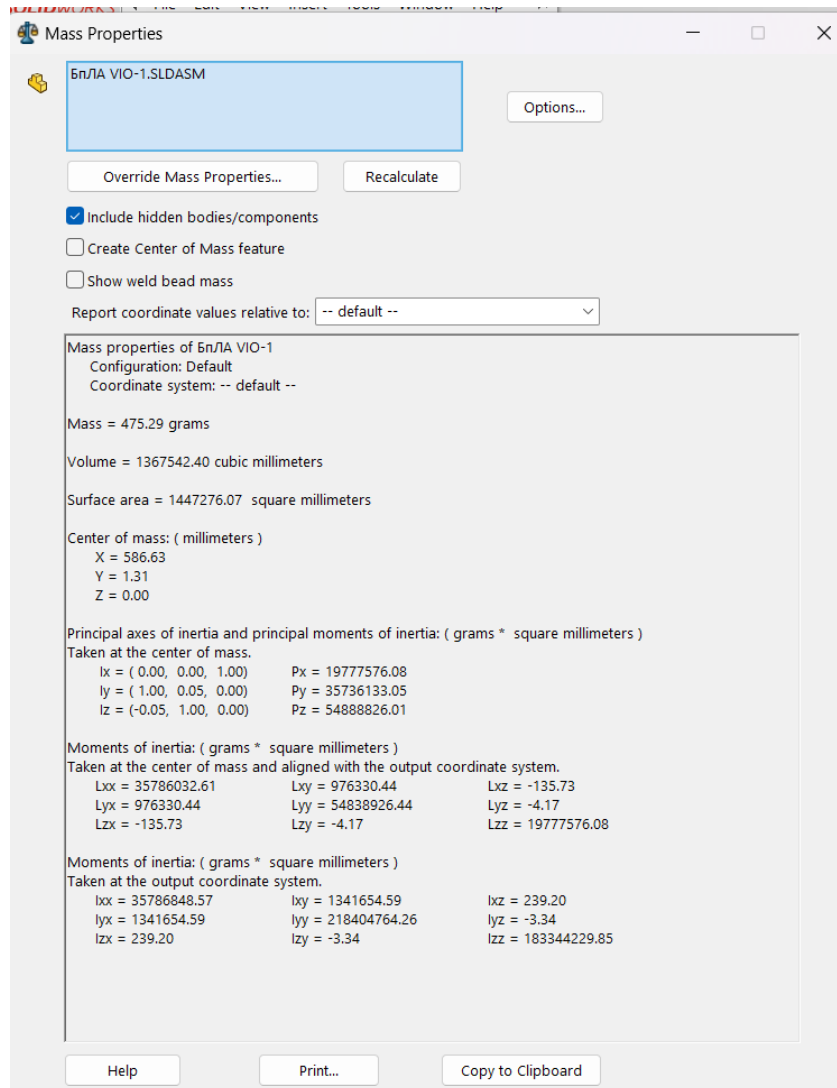 Mass Properties
БпЛА VIO-1.SLDASM
Options...
Override Mass Properties...
Recalculate
Include hidden bodies/components
Create Center of Mass feature
Show weld bead mass
Report coordinate values relative to: -- default --
Mass properties of БпЛА VIO-1
Configuration: Default
Coordinate system: -- default --
Mass = 475.29 grams
Volume = 1367542.40 cubic millimeters
Surface area = 1447276.07 square millimeters
Center of mass: ( millimeters )
X = 586.63
Y = 1.31
Z = 0.00
Principal axes of inertia and principal moments of inertia: ( grams * square millimeters )
Taken at the center of mass.
Ix = ( 0.00, 0.00, 1.00) Px = 19777576.08
Iy = ( 1.00, 0.05, 0.00) Py = 35736133.05
Iz = (-0.05, 1.00, 0.00) Pz = 54888826.01
Moments of inertia: ( grams * square millimeters )
Taken at the center of mass and aligned with the output coordinate system.
Lxx = 35786032.61 Lxy = 976330.44 Lxz = -135.73
Lyx = 976330.44 Lyy = 54838926.44 Lyz = -4.17
Lzx = -135.73 Lzy = -4.17 Lzz = 19777576.08
Moments of inertia: ( grams * square millimeters )
Taken at the output coordinate system.
Ixx = 35786848.57 Ixy = 1341654.59 Ixz = 239.20
Iyx = 1341654.59 Iyy = 218404764.26 Iyz = -3.34
Izx = 239.20 Izy = -3.34 Izz = 183344229.85
Help
Print...
Copy to Clipboard